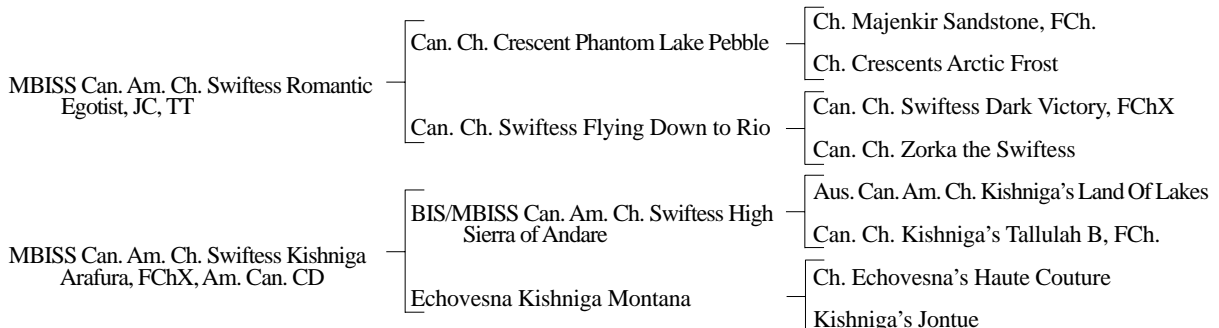 Ch. Majenkir Sandstone, FCh.
Can. Ch. Crescent Phantom Lake Pebble
Ch. Crescents Arctic Frost
MBISS Can. Am. Ch. Swiftess Romantic
Egotist, JC, TT
Can. Ch. Swiftess Dark Victory, FChX
Can. Ch. Swiftess Flying Down to Rio
Can. Ch. Zorka the Swiftess
Aus. Can. Am. Ch. Kishniga’s Land Of Lakes
BIS/MBISS Can. Am. Ch. Swiftess High
Sierra of Andare
Can. Ch. Kishniga’s Tallulah B, FCh.
MBISS Can. Am. Ch. Swiftess Kishniga
Arafura, FChX, Am. Can. CD
Ch. Echovesna’s Haute Couture
Echovesna Kishniga Montana
Kishniga’s Jontue